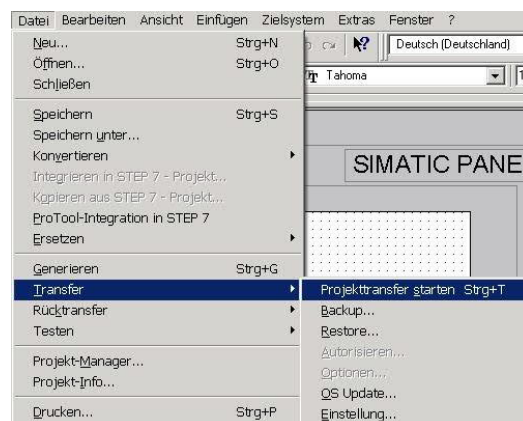 Datei Bearbeiten Ansicht Einfügen Zielsystem Extras Fenster ?
Neu... Strg+N
Deutsch (Deutschland)
Öffnen... Strg+O
Tahoma
Schließen
Speichern Strg+S
Speichern unter...
Konvertieren
SIMATIC PANE
Integrieren in STEP 7 - Projekt...
Kopieren aus STEP 7 - Projekt...
ProTool-Integration in STEP 7
Ersetzen
Generieren Strg+G
Transfer
Projekttransfer starten Strg+T
Rücktransfer
Backup...
Testen
Restore...
Autorisieren...
Projekt-Manager...
Optionen...
Projekt-Info...
OS Update...
Drucken... Strg+P
Einstellung...